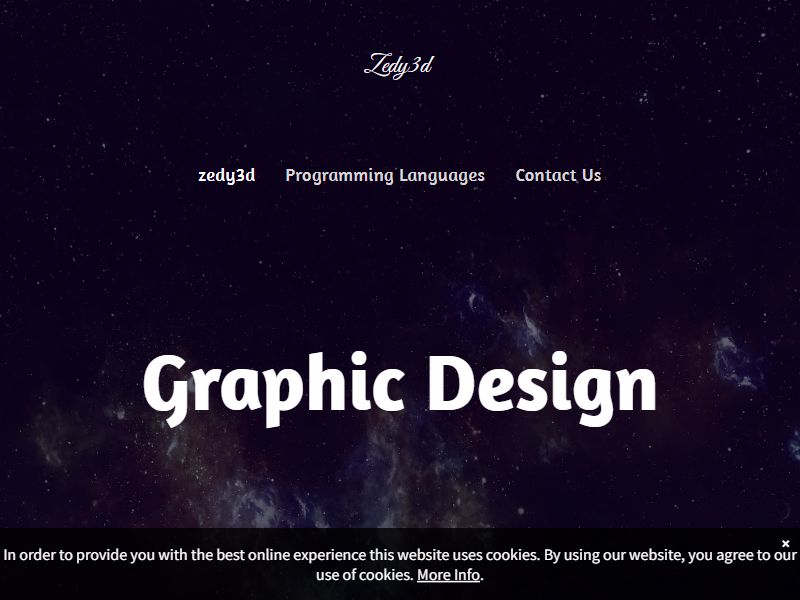 Zedy3d
zedy3d Programming Languages Contact Us
Graphic Design
×
In order to provide you with the best online experience this website uses cookies. By using our website, you agree to our
use of cookies. More Info.